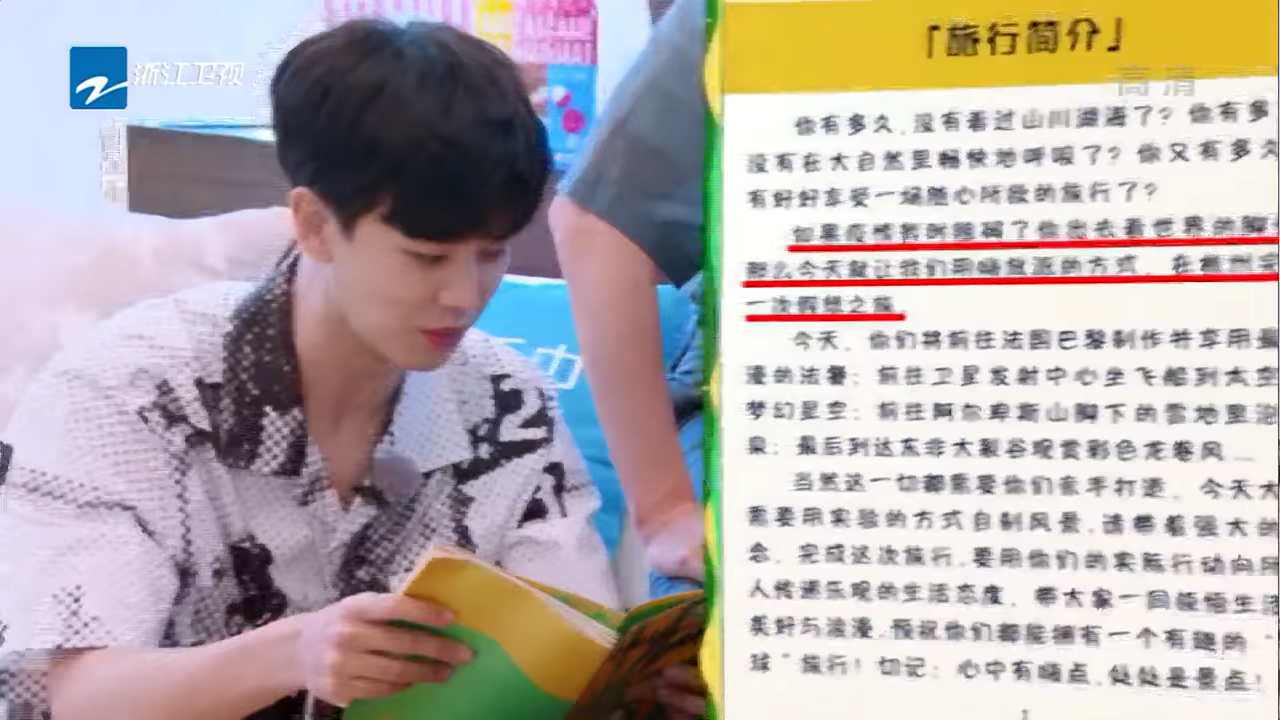 浙江卫视
「旅行简介」
高清
你有多久,没有看过山川湖海了?你有多
没有在大自然里畅快地呼吸了?你又有多久
有好好享受一场随心所欲的旅行了?
如果疫情暂时阻碍了你出去看世界的脚
那么今天就让我们用 的方式,在
一次假想之旅
今天,你们将前往法国巴黎制作并享用最
漫的法餐;前往卫星发射中心坐飞船到太空
梦幻星空;前往阿尔卑斯山脚下的雪地里泡
泉;最后到达东非大裂谷观赏彩色龙卷风...
当然这一切都需要你们亲手打造。今天大
需要用实验的方式自制风景,请带着强大的
念,完成这次旅行,要用你们的实际行动向所
人传递乐观的生活态度,带大家一同领悟生活
美好与浪漫,预祝你们都能拥有一个有趣的“
球”旅行!切记:心中有嗨点,处处是景点!
1